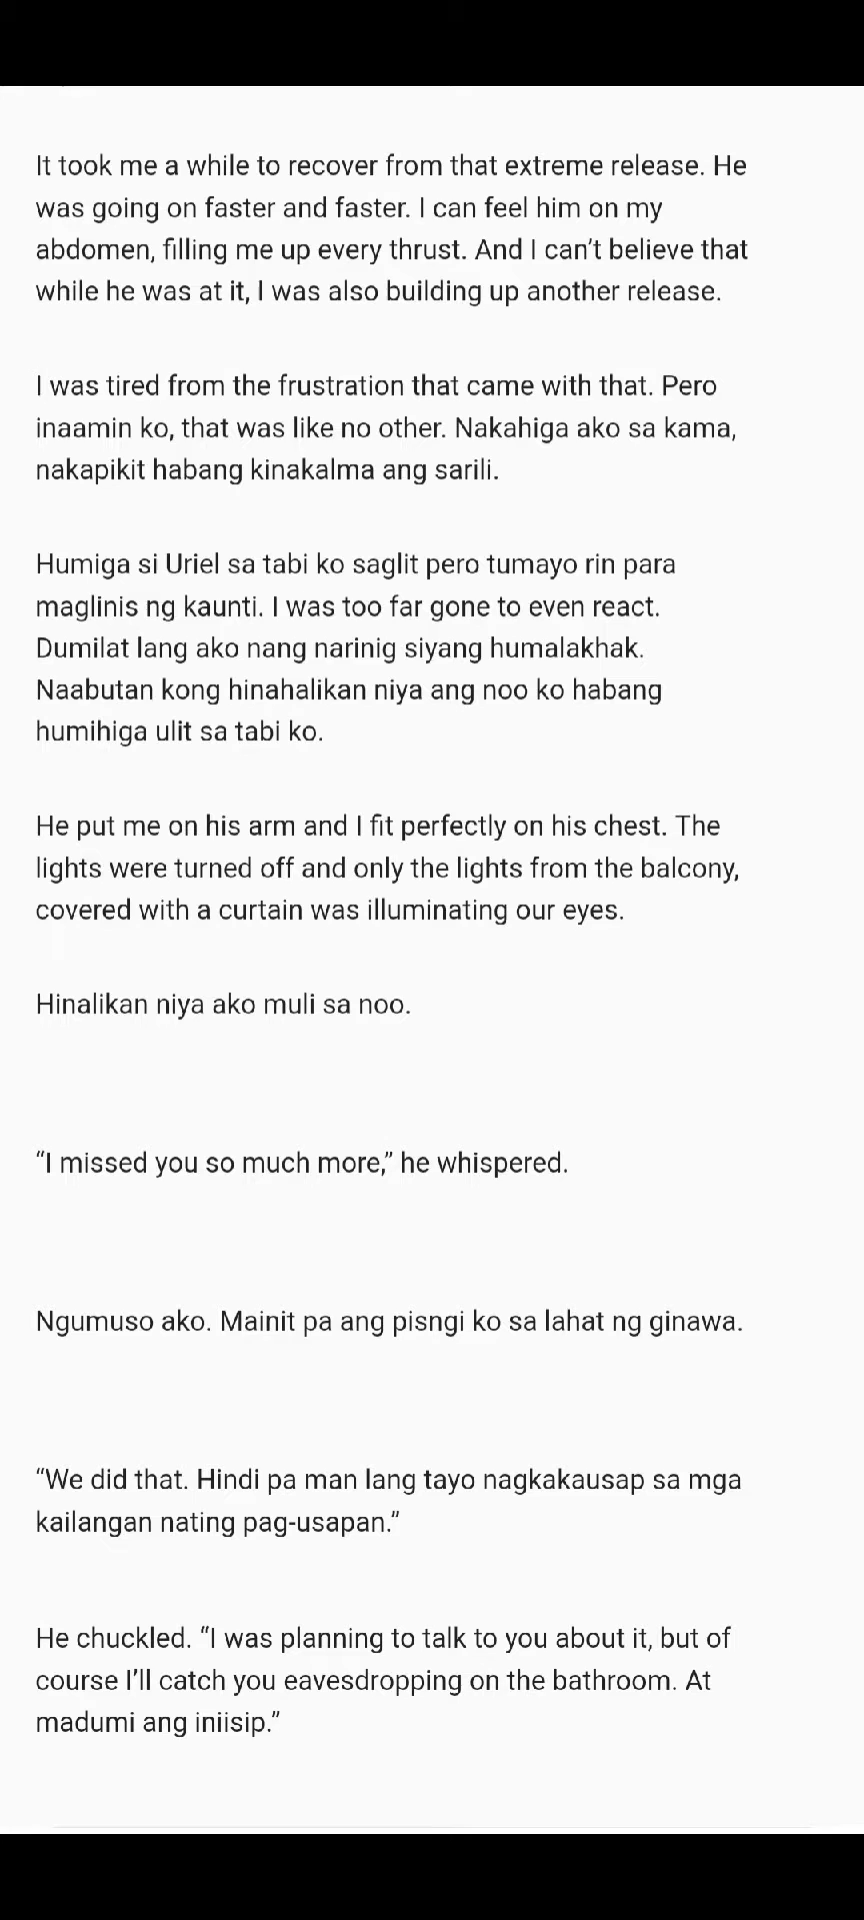 It took me a while to recover from that extreme release. He
was going on faster and faster. I can feel him on my
abdomen, filling me up every thrust. And I can’t believe that
while he was at it, I was also building up another release.
I was tired from the frustration that came with that. Pero
inaamin ko, that was like no other. Nakahiga ako sa kama,
nakapikit habang kinakalma ang sarili.
Humiga si Uriel sa tabi ko saglit pero tumayo rin para
maglinis ng kaunti. I was too far gone to even react.
Dumilat lang ako nang narinig siyang humalakhak.
Naabutan kong hinahalikan niya ang noo ko habang
humihiga ulit sa tabi ko.
He put me on his arm and I fit perfectly on his chest. The
lights were turned off and only the lights from the balcony,
covered with a curtain was illuminating our eyes.
Hinalikan niya ako muli sa noo.
“I missed you so much more,” he whispered.
Ngumuso ako. Mainit pa ang pisngi ko sa lahat ng ginawa.
“We did that. Hindi pa man lang tayo nagkakausap sa mga
kailangan nating pag-usapan.”
He chuckled. “I was planning to talk to you about it, but of
course I’ll catch you eavesdropping on the bathroom. At
madumi ang iniisip.”